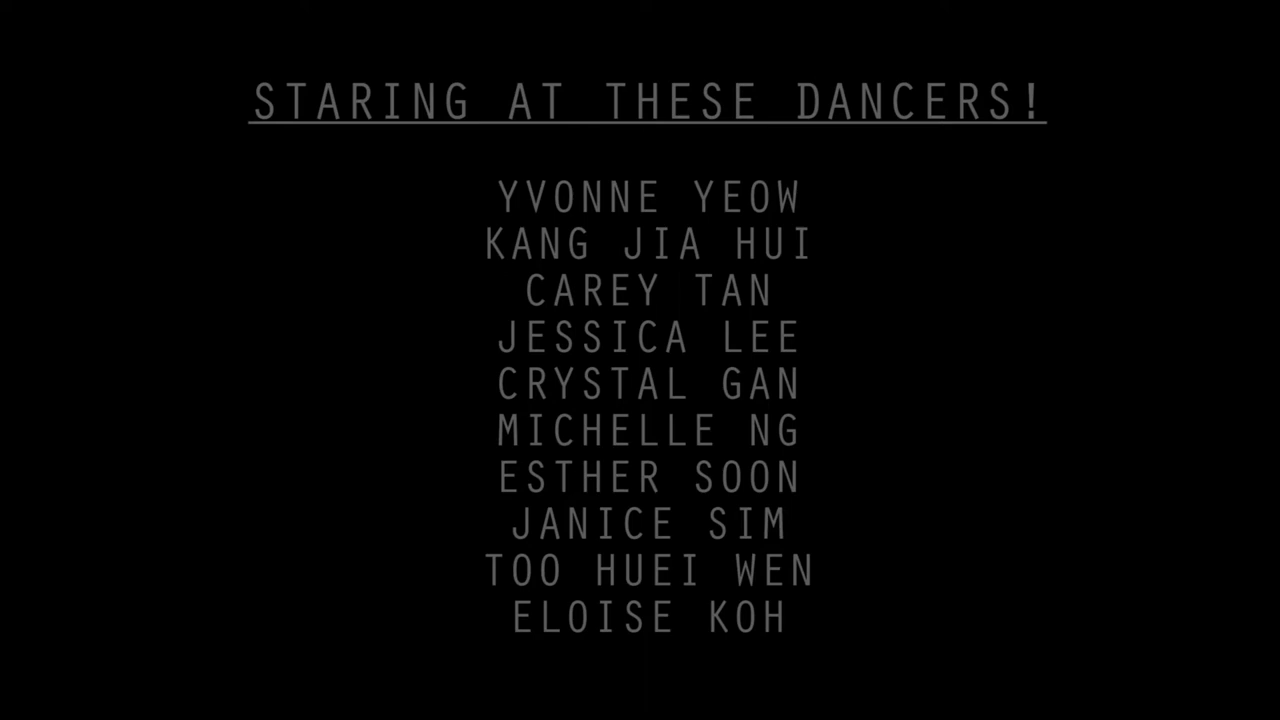 STARING AT THESE DANCERS!
YVONNE YEOW
KANG JIA HUI
CAREY TAN
JESSICA LEE
CRYSTAL GAN
MICHELLE NG
ESTHER SOON
JANICE SIM
TOO HUEI WEN
ELOISE KOH